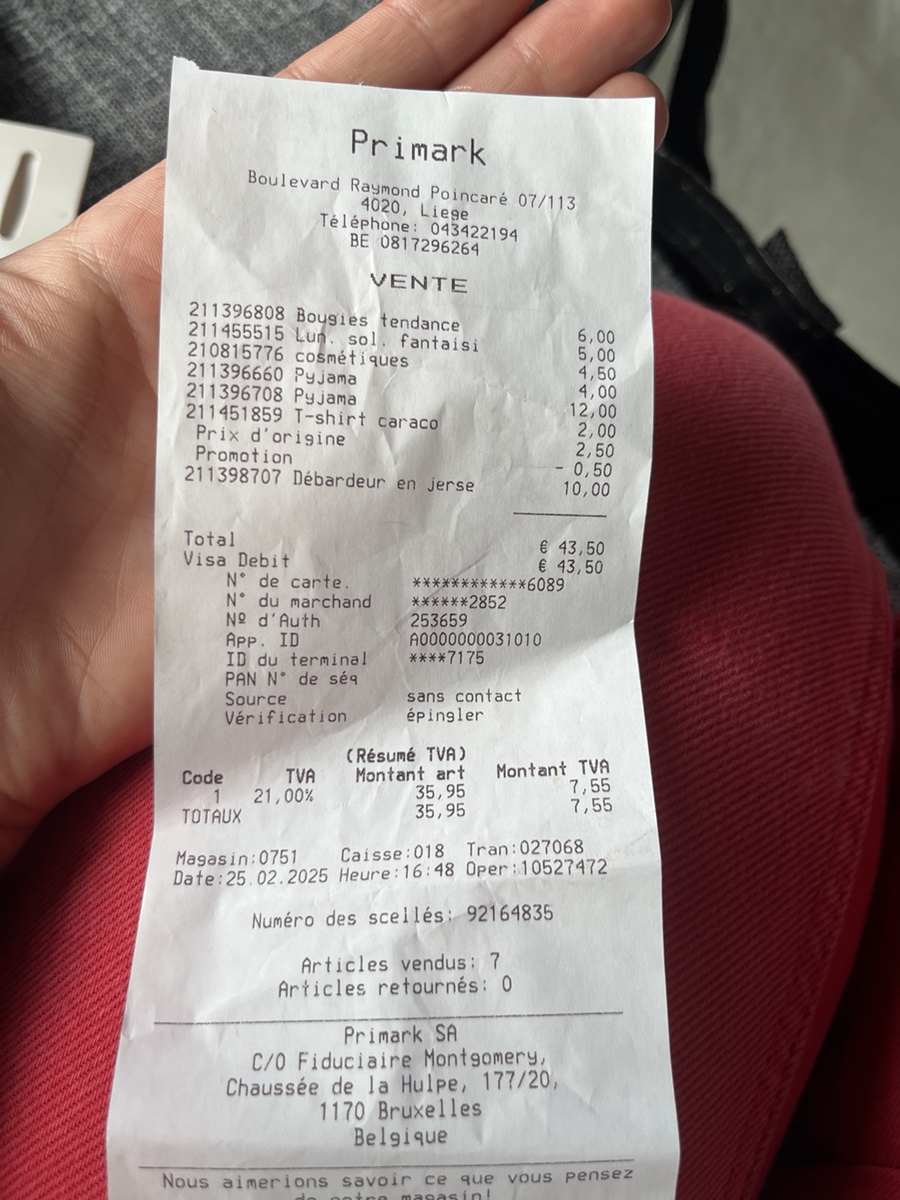 Primark
Boulevard Raymond Poincaré 07/113
4020, Liege
Téléphone: 043422194
BE 0817296264
VENTE
211396808 Bougies tendance 6,00
211455515 Lun. sol. fantaisi 5,00
210815776 cosmétiques 4,50
211396660 Pyjama 4,00
211396708 Pyjama 12,00
211451859 T-shirt caraco 2,00
Prix d'origine 2,50
Promotion - 0,50
211398707 Débardeur en jerse 10,00
Total € 43,50
Visa Debit € 43,50
N° de carte. ************6089
N° du marchand ******2852
Nº d'Auth 253659
App. ID A0000000031010
ID du terminal ****7175
PAN N° de séq
Source sans contact
Vérification épingler
(Résumé TVA)
Code TVA Montant art Montant TVA
1 21,00% 35,95 7,55
TOTAUX 35,95 7,55
Magasin:0751 Caisse:018 Tran:027068
Date:25.02.2025 Heure:16:48 Oper:10527472
Numéro des scellés: 92164835
Articles vendus: 7
Articles retournés: 0
Primark SA
C/O Fiduciaire Montgomery,
Chaussée de la Hulpe, 177/20,
1170 Bruxelles
Belgique
Nous aimerions savoir ce que vous pensez
de notre magasin!